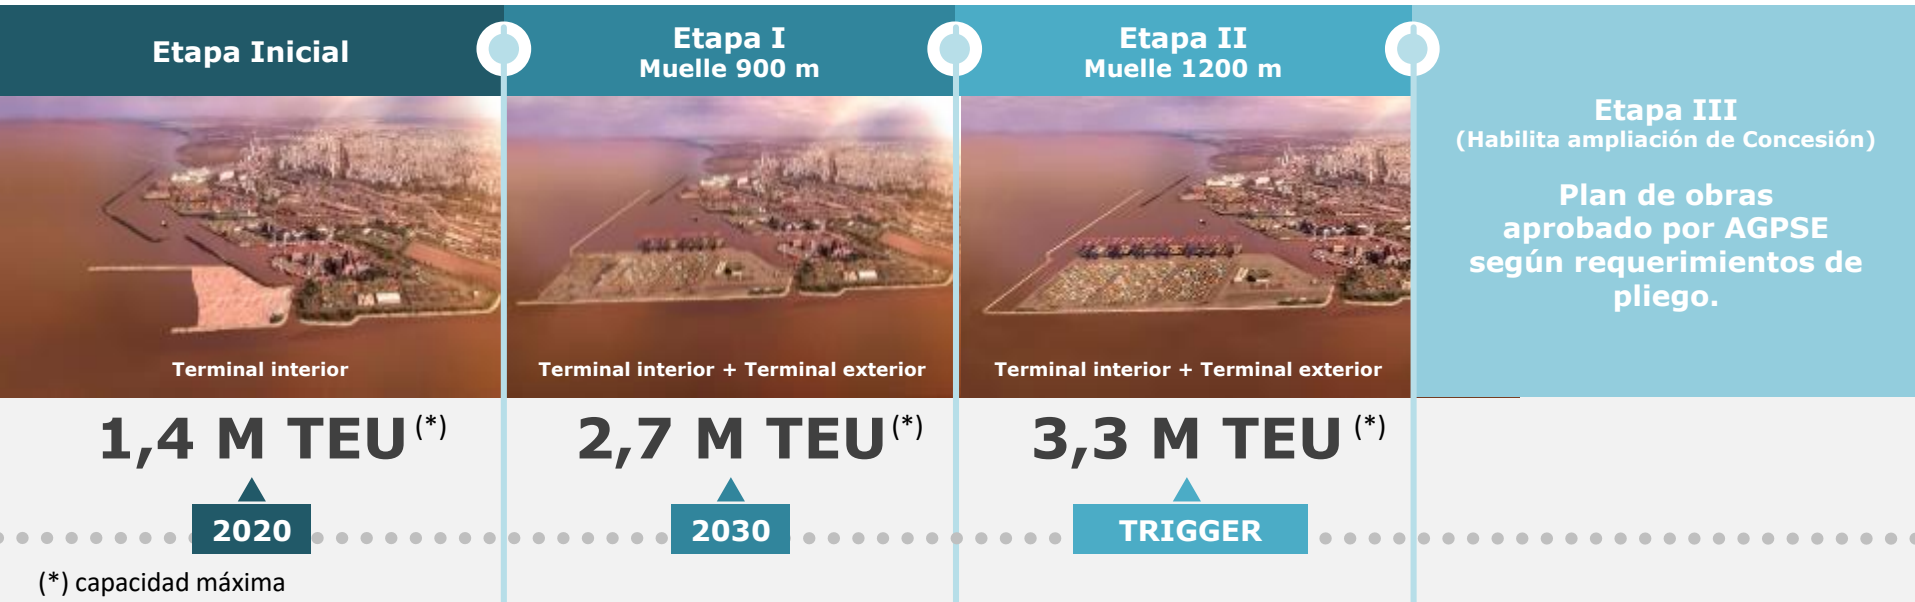 Etapa Inicial
Etapa I
Muelle 900 m
Etapa II
Muelle 1200 m
Etapa III
(Habilita ampliación de Concesión)
Plan de obras
aprobado por AGPSE
según requerimientos de
pliego.
Terminal interior
Terminal interior + Terminal exterior
Terminal interior + Terminal exterior
1,4 M TEU (*)
2,7 M TEU (*)
3,3 M TEU (*)
2020
2030
TRIGGER
(*) capacidad máxima